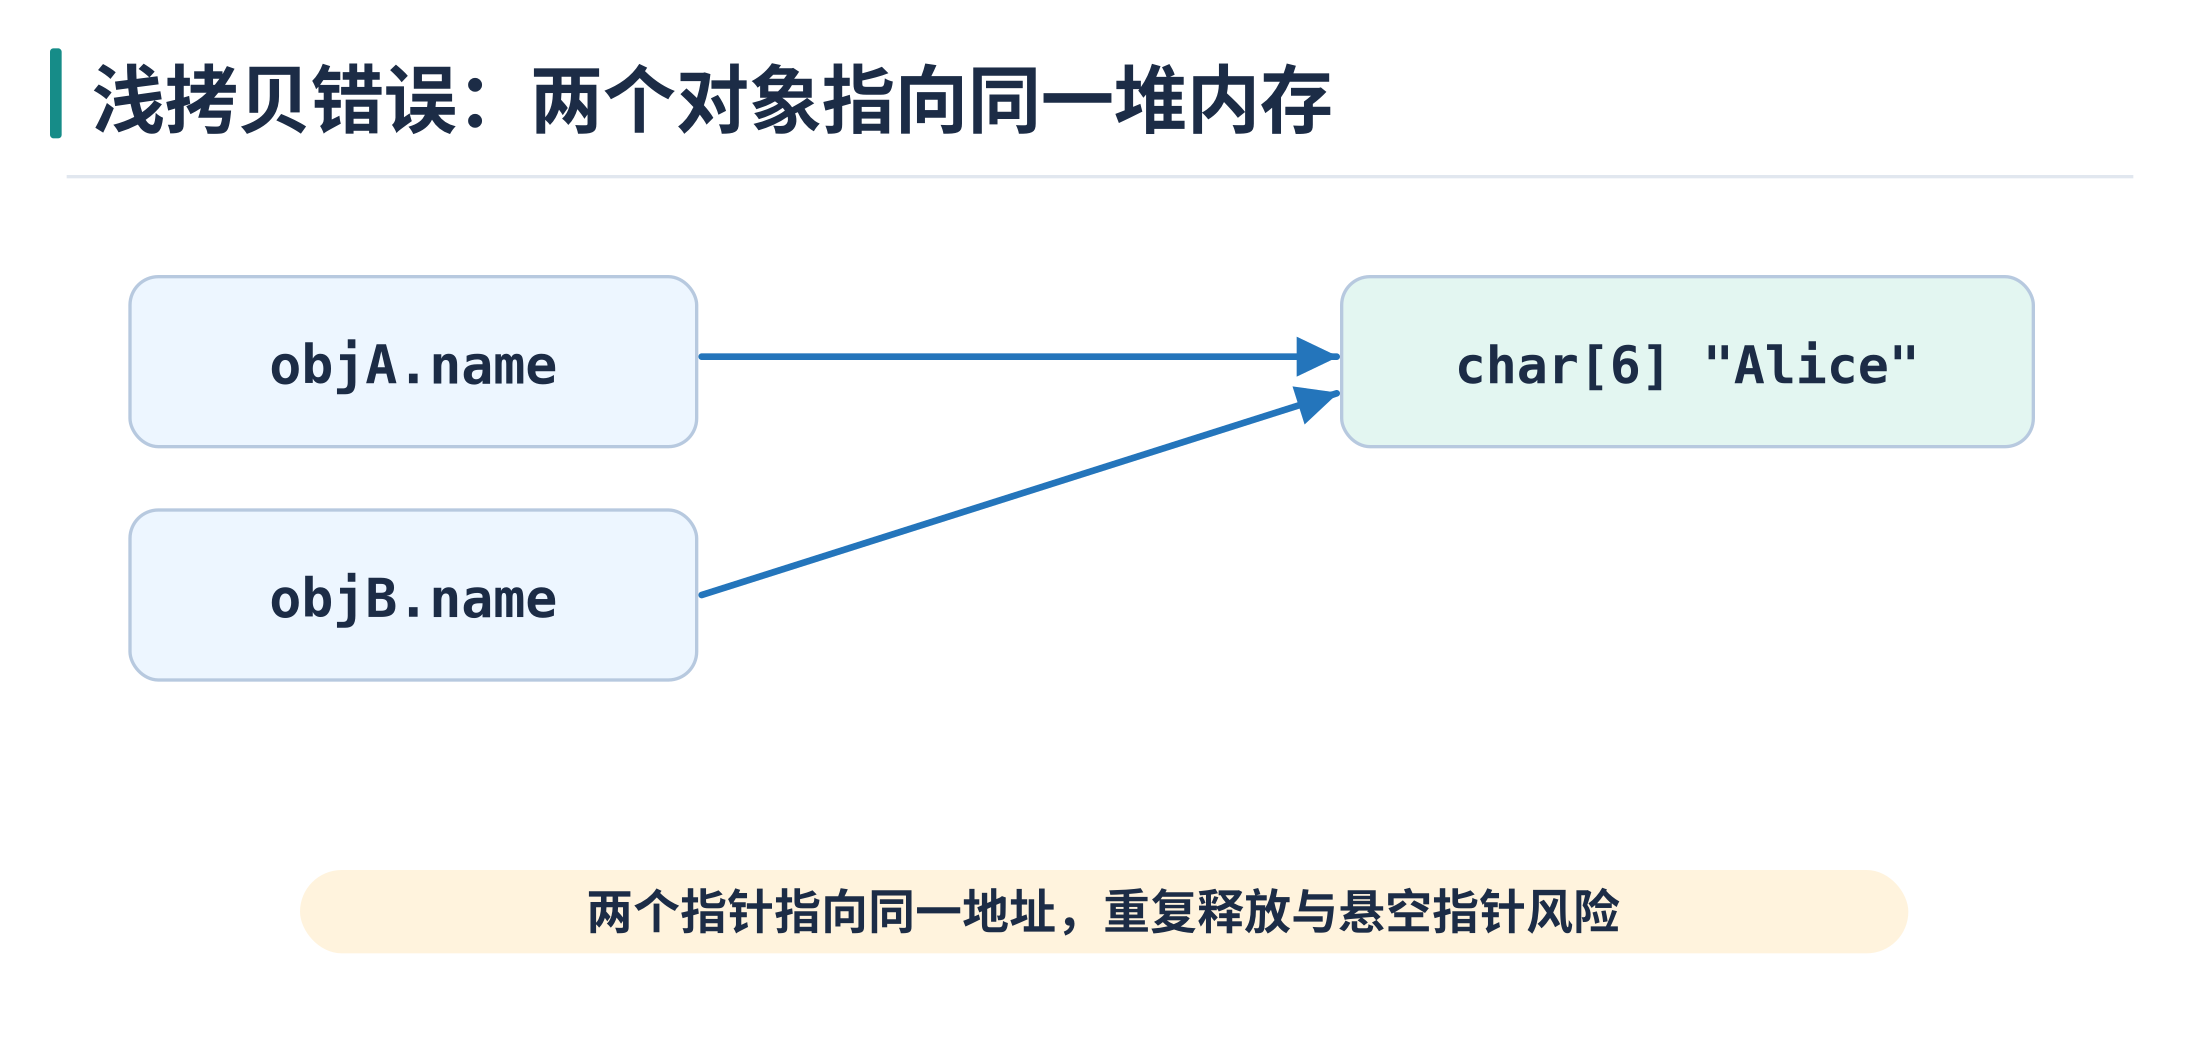 浅拷贝错误：两个对象指向同一堆内存
objA.name
char[6] "Alice"
objB.name
两个指针指向同一地址，重复释放与悬空指针风险